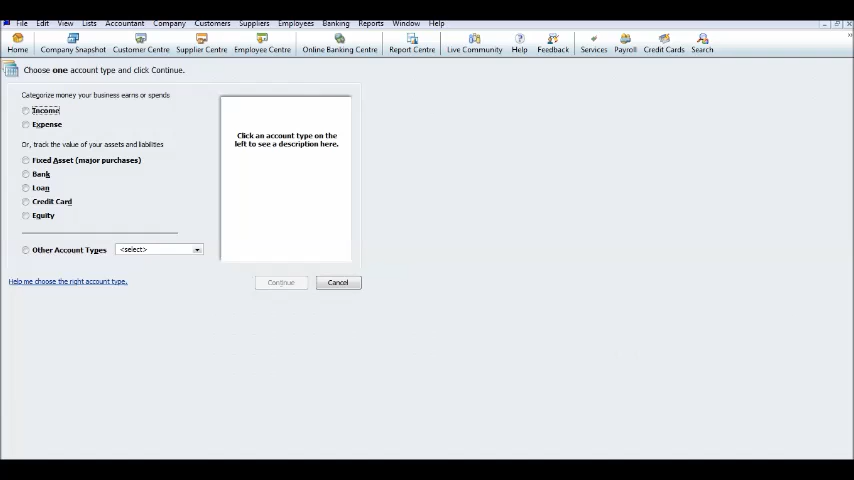 File Edit View Lists Accountant Company Customers Suppliers Employees Banking Reports Window Help
Home Company Snapshot Customer Centre Supplier Centre Employee Centre Online Banking Centre Report Centre Live Community Help Feedback Services Payroll Credit Cards Search
Choose one account type and click Continue.
Categorize money your business earns or spends
Income
Expense
Or, track the value of your assets and liabilities
Fixed Asset (major purchases)
Bank
Loan
Credit Card
Equity
Other Account Types <select>
Click an account type on the
left to see a description here.
Help me choose the right account type.
Continue Cancel